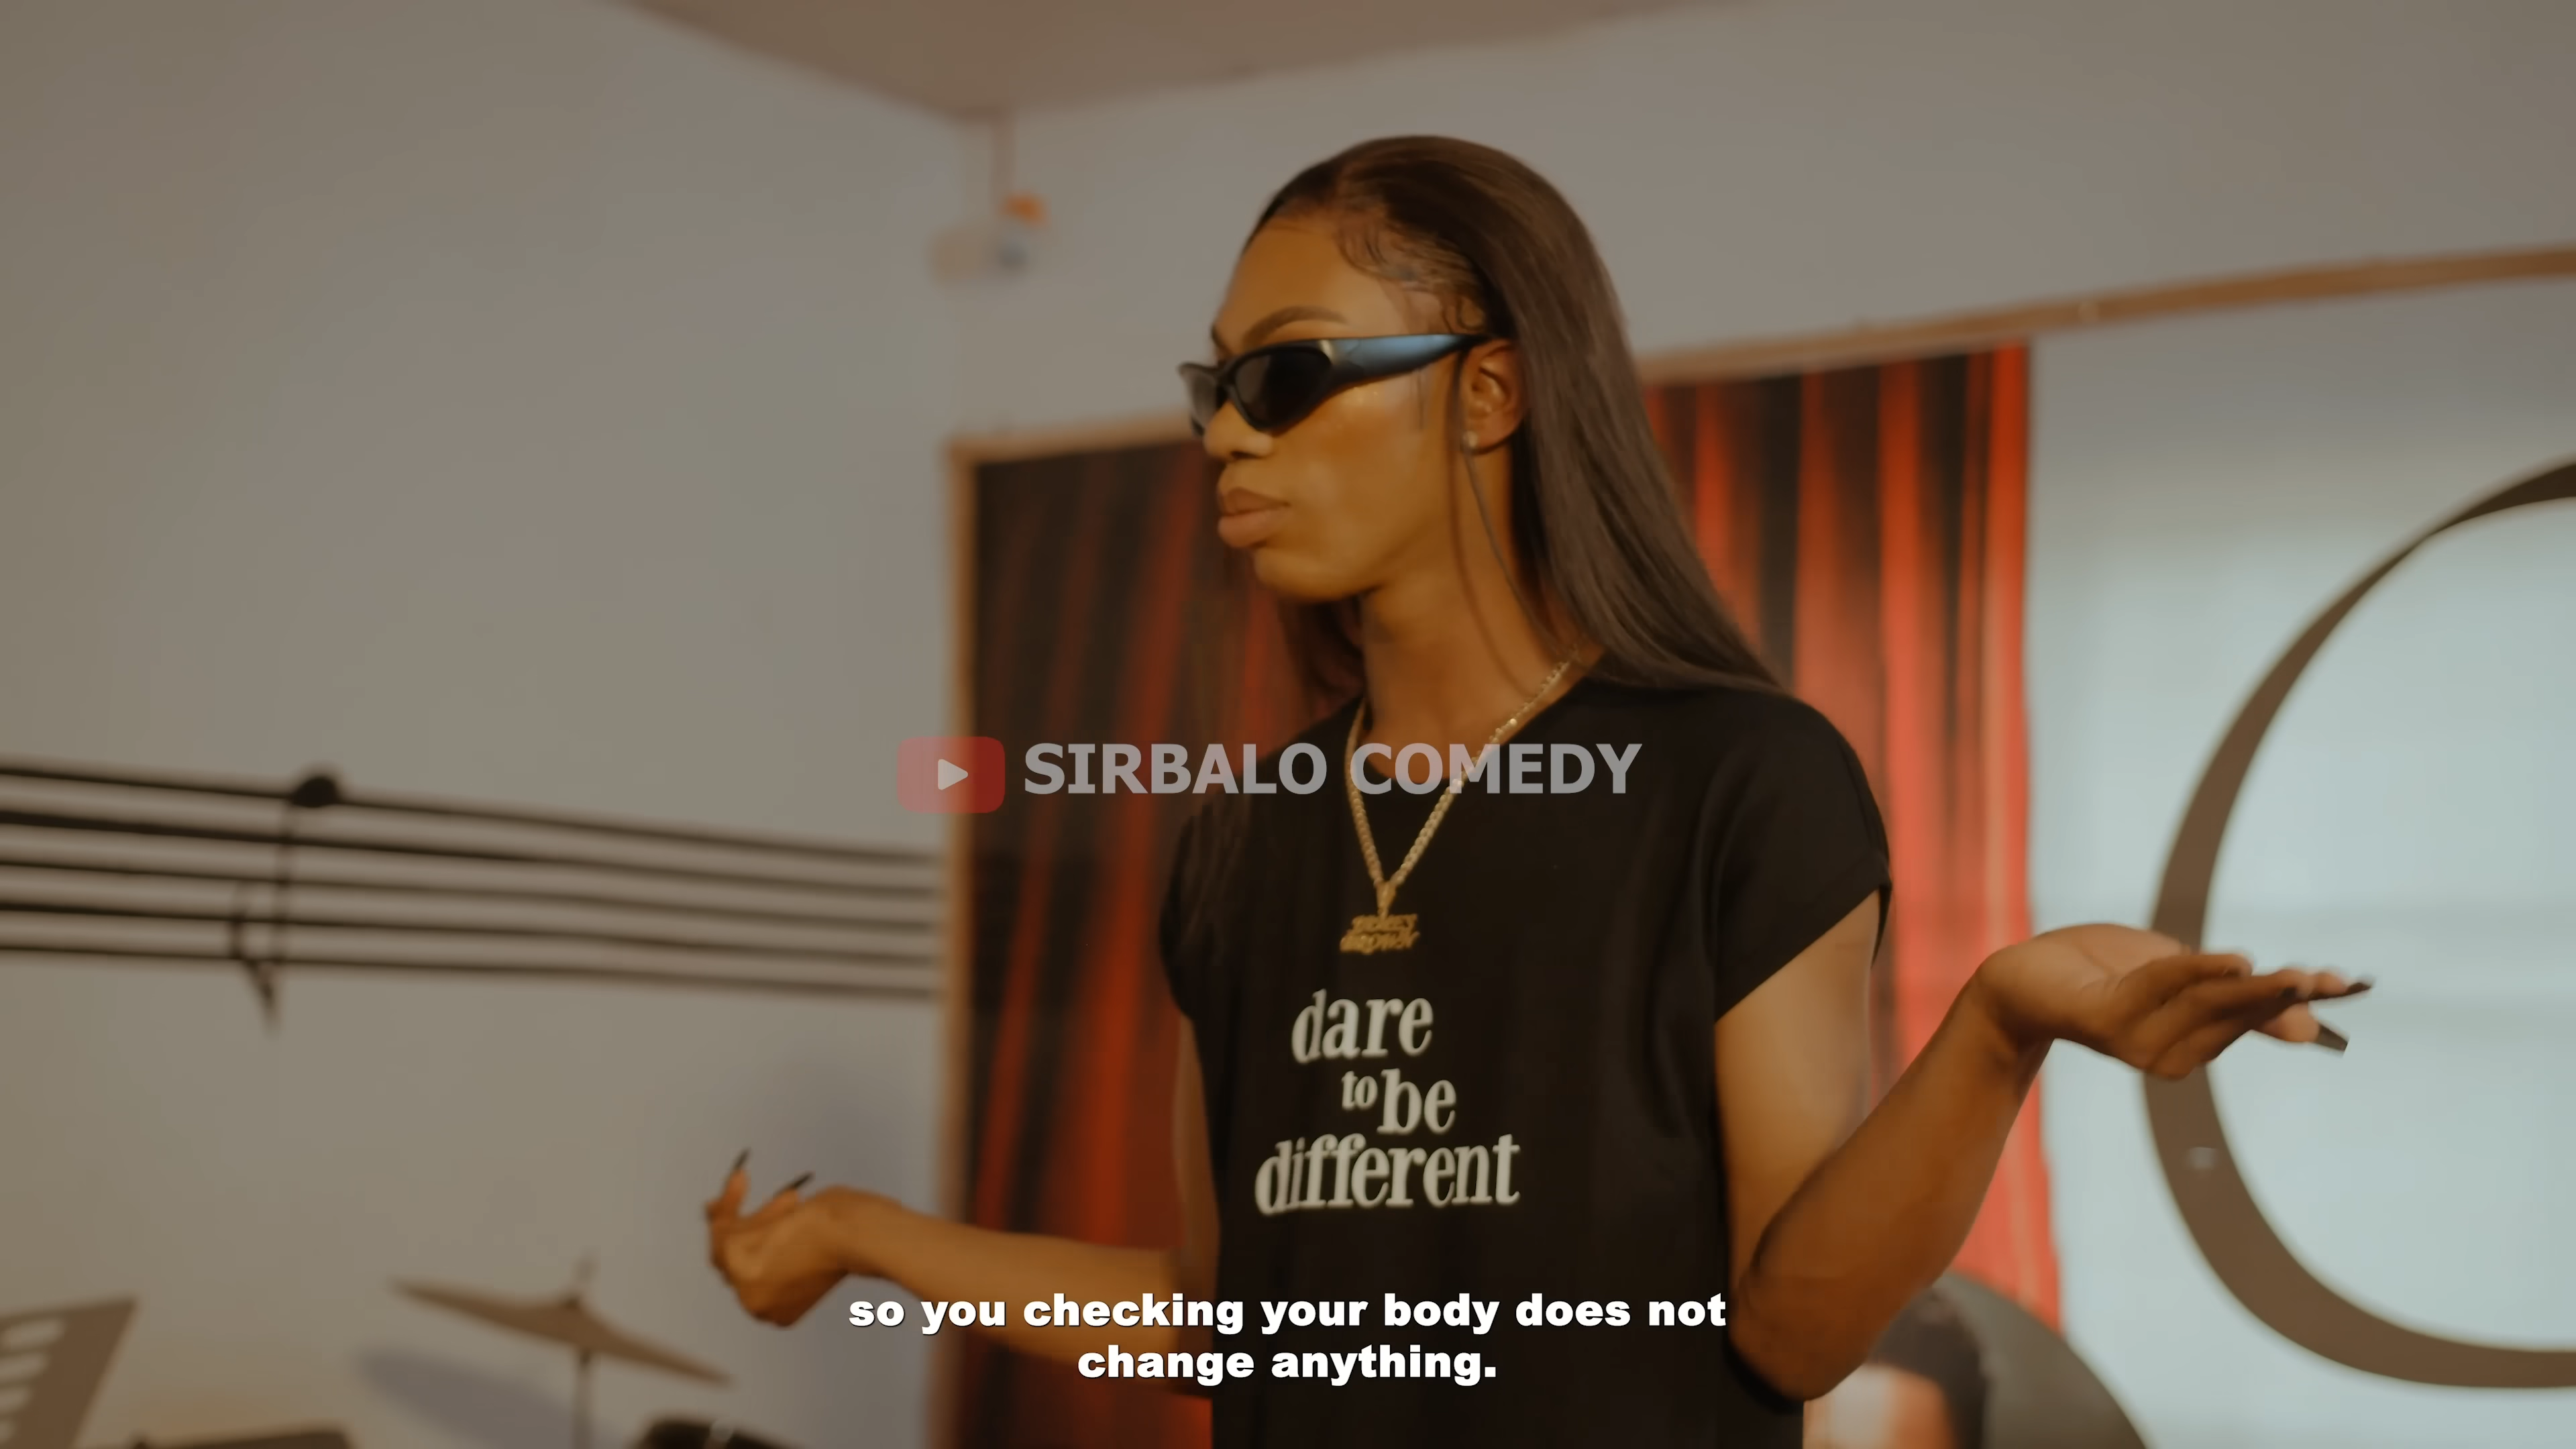 SIRBALO COMEDY
dare
to be
different
so you checking your body does not
change anything.